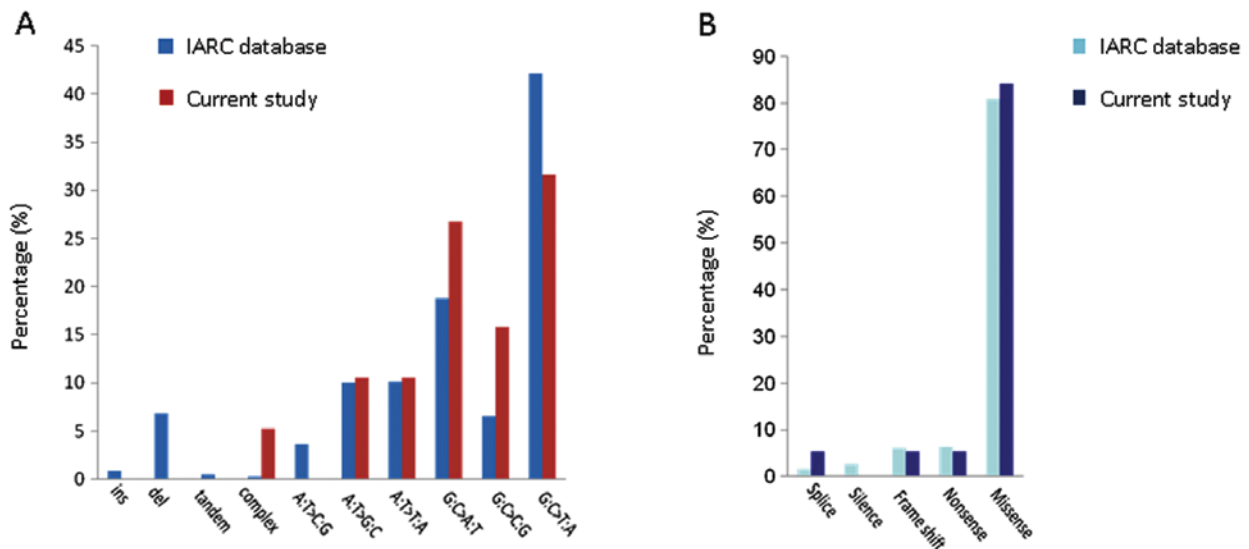 A
IARC database
Current study
Percentage (%)
45
40
35
30
25
20
15
10
5
0
ins
del
tandem
complex
A:T>C:G
A:T>G:C
A:T>T:A
G:C>A:T
G:C>C:G
G:C>T:A
B
IARC database
Current study
Percentage (%)
90
80
70
60
50
40
30
20
10
0
Splice
Silence
Frame shift
Nonsense
Missense